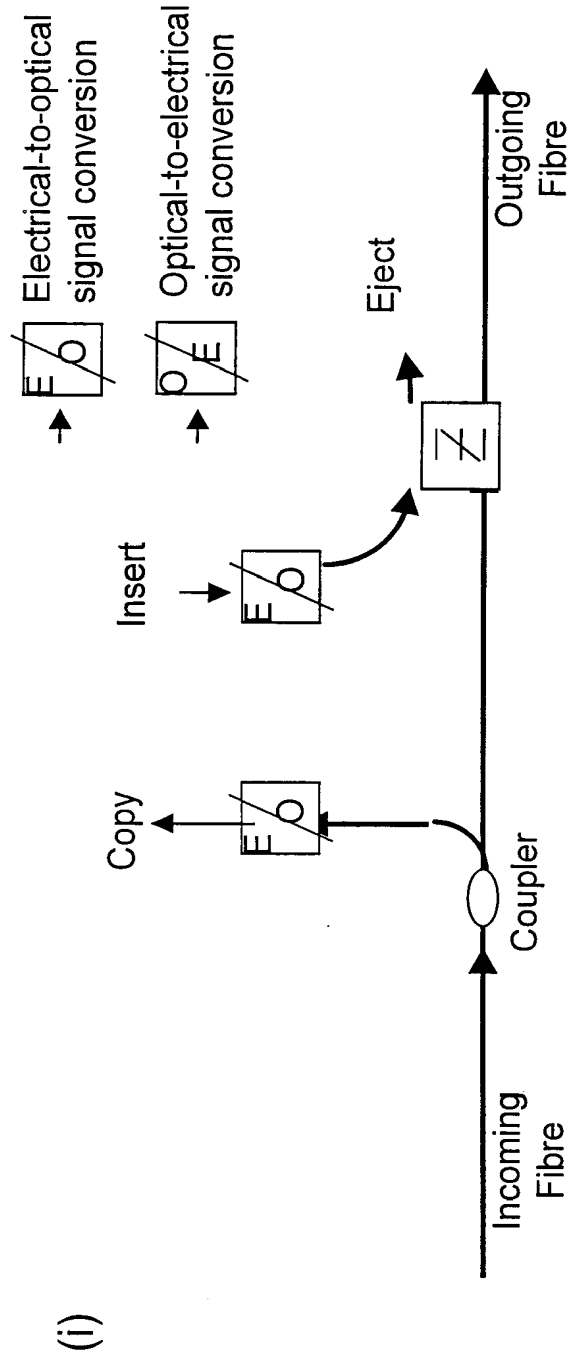 (i)
E
O
Electrical-to-optical
signal conversion
O
E
Optical-to-electrical
signal conversion
Copy
E
O
Insert
E
O
Eject
Incoming
Fibre
Coupler
Outgoing
Fibre